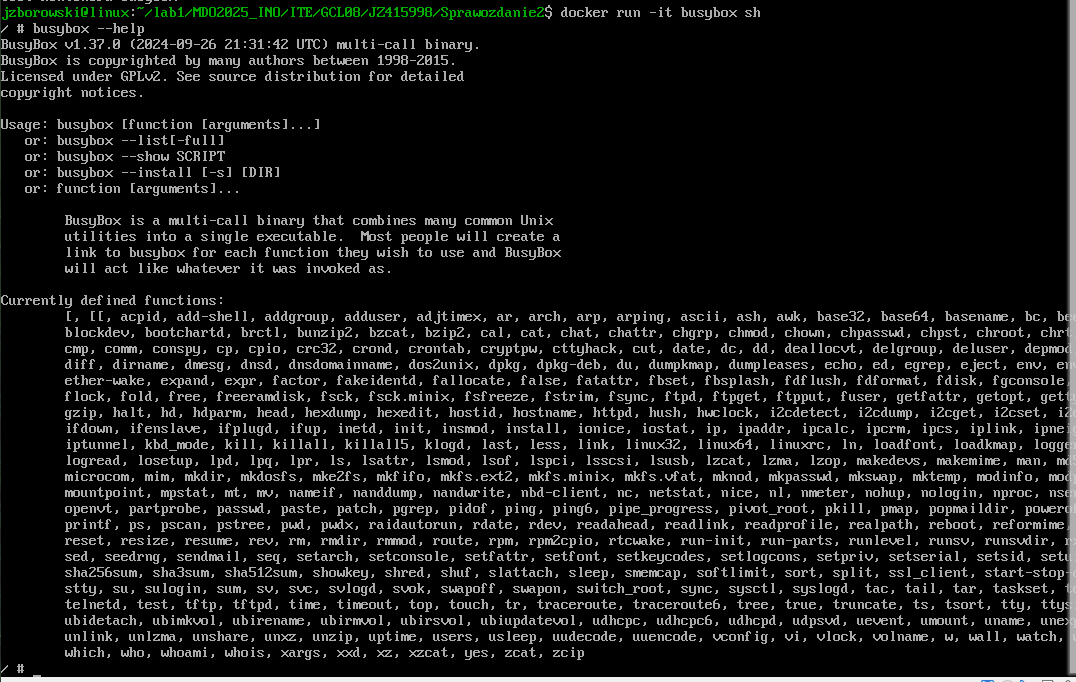 jzborowski@linux:~/lab1/MDO2025_INO/ITE/GCL08/JZ415998/Sprawozdanie2$ docker run -it busybox sh
/ # busybox --help
BusyBox v1.37.0 (2024-09-26 21:31:42 UTC) multi-call binary.
BusyBox is copyrighted by many authors between 1998-2015.
Licensed under GPLv2. See source distribution for detailed
copyright notices.
Usage: busybox [function [arguments]...]
or: busybox --list[-full]
or: busybox --show SCRIPT
or: busybox --install [-s] [DIR]
or: function [arguments]...
BusyBox is a multi-call binary that combines many common Unix
utilities into a single executable.  Most people will create a
link to busybox for each function they wish to use and BusyBox
will act like whatever it was invoked as.
Currently defined functions:
[, [[, acpid, add-shell, addgroup, adduser, adjtimex, ar, arch, arp, arping, ascii, ash, awk, base32, base64, basename, bc,
blockdev, bootchartd, brctl, bunzip2, bzcat, bzip2, cal, cat, chat, chattr, chgrp, chmod, chown, chpasswd, chpst, chroot, chrt
cmp, comm, conspy, cp, cpio, crc32, crond, crontab, cryptpw, cttyhack, cut, date, dc, dd, deallocvt, delgroup, deluser, depmod
diff, dirname, dmesg, dnsd, dnsdomainname, dos2unix, dpkg, dpkg-deb, du, dumpkmap, dumpleases, echo, ed, egrep, eject, env,
ether-wake, expand, expr, factor, fakeidentd, fallocate, false, fatattr, fbset, fbsplash, fdflush, fdformat, fdisk, fgconsole,
flock, fold, free, freeramdisk, fsck, fsck.minix, fsfreeze, fstrim, fsync, ftpd, ftpget, ftpput, fuser, getfattr, getopt, gett
gzip, halt, hd, hdparm, head, hexdump, hexedit, hostid, hostname, httpd, hush, hwclock, i2cdetect, i2cdump, i2cget, i2cset,
ifdown, ifenslave, ifplugd, ifup, inetd, init, insmod, install, ionice, iostat, ip, ipaddr, ipcalc, ipcrm, ipcs, iplink, ipnei
iptunnel, kbd_mode, kill, killall, killall5, klogd, last, less, link, linux32, linux64, linuxrc, ln, loadfont, loadkmap, logge
logread, losetup, lpd, lpq, lpr, ls, lsattr, lsmod, lsof, lspci, lsscsi, lsusb, lzcat, lzma, lzop, makedevs, makemime, man,
microcom, mim, mkdir, mkdosfs, mke2fs, mkfifo, mkfs.ext2, mkfs.minix, mkfs.vfat, mknod, mkpasswd, mkswap, mktemp, modinfo,
mountpoint, mpstat, mt, mv, nameif, nanddump, nandwrite, nbd-client, nc, netstat, nice, nl, nmeter, nohup, nologin, nproc, nse
openvt, partprobe, passwd, paste, patch, pgrep, pidof, ping, ping6, pipe_progress, pivot_root, pkill, pmap, popmaildir,
printf, ps, pscan, pstree, pwd, pwdx, raidautorun, rdate, rdev, readahead, readlink, readprofile, realpath, reboot, reformime,
reset, resize, resume, rev, rm, rmdir, rmmod, route, rpm, rpm2cpio, rtcwake, run-init, run-parts, runlevel, runsv, runsvdir,
sed, seedrng, sendmail, seq, setarch, setconsole, setfattr, setfont, setkeycodes, setlogcons, setpriv, setserial, setsid, setu
sha256sum, sha3sum, sha512sum, showkey, shred, shuf, slattach, sleep, smemcap, softlimit, sort, split, ssl_client, start-stop-
stty, su, sulogin, sum, sv, svc, svlogd, svok, swapoff, swapon, switch_root, sync, sysctl, syslogd, tac, tail, tar, taskset,
telnetd, test, tftp, tftpd, time, timeout, top, touch, tr, traceroute, traceroute6, tree, true, truncate, ts, tsort, tty, ttys
ubidetach, ubimkvol, ubirename, ubirmvol, ubirsvol, ubiupdatevol, udhcpc, udhcpc6, udhcpd, udpsvd, uevent, umount, uname, unex
unlink, unlzma, unshare, unxz, unzip, uptime, users, usleep, uudecode, uuencode, vconfig, vi, vlock, volname, w, wall, watch,
which, who, whoami, whois, xargs, xxd, xz, xzcat, yes, zcat, zcip
/ #